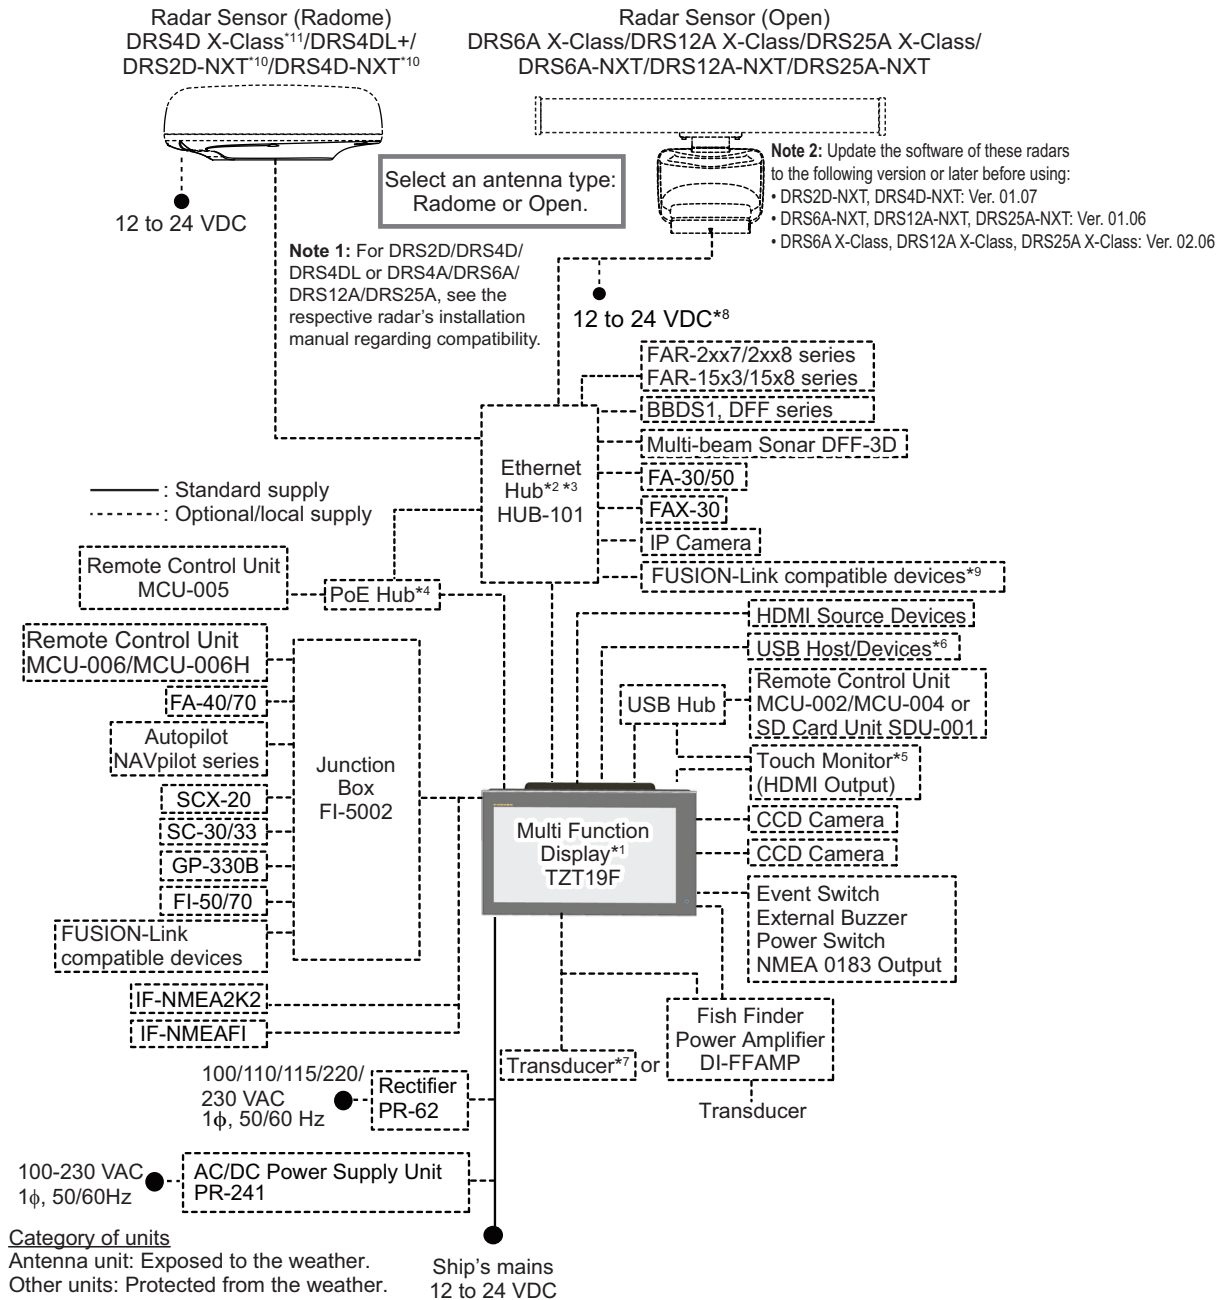 Radar Sensor (Radome)
DRS4D X-Class*11/DRS4DL+/
DRS2D-NXT*10/DRS4D-NXT*10
Radar Sensor (Open)
DRS6A X-Class/DRS12A X-Class/DRS25A X-Class/
DRS6A-NXT/DRS12A-NXT/DRS25A-NXT
12 to 24 VDC
Select an antenna type:
Radome or Open.
Note 1: For DRS2D/DRS4D/
DRS4DL or DRS4A/DRS6A/
DRS12A/DRS25A, see the
respective radar's installation
manual regarding compatibility.
Note 2: Update the software of these radars
to the following version or later before using:
• DRS2D-NXT, DRS4D-NXT: Ver. 01.07
• DRS6A-NXT, DRS12A-NXT, DRS25A-NXT: Ver. 01.06
• DRS6A X-Class, DRS12A X-Class, DRS25A X-Class: Ver. 02.06
12 to 24 VDC*8
FAR-2xx7/2xx8 series
FAR-15x3/15x8 series
BBDS1, DFF series
Multi-beam Sonar DFF-3D
FA-30/50
FAX-30
IP Camera
FUSION-Link compatible devices*9
Ethernet
Hub*2 *3
HUB-101
: Standard supply
: Optional/local supply
Remote Control Unit
MCU-005
PoE Hub*4
HDMI Source Devices
USB Host/Devices*6
USB Hub
Remote Control Unit
MCU-002/MCU-004 or
SD Card Unit SDU-001
Touch Monitor*5
(HDMI Output)
CCD Camera
CCD Camera
Event Switch
External Buzzer
Power Switch
NMEA 0183 Output
Remote Control Unit
MCU-006/MCU-006H
FA-40/70
Autopilot
NAVpilot series
SCX-20
SC-30/33
GP-330B
FI-50/70
FUSION-Link
compatible devices
Junction
Box
FI-5002
Multi Function
Display*1
TZT19F
IF-NMEA2K2
IF-NMEAFI
Transducer*7 or
Fish Finder
Power Amplifier
DI-FFAMP
Transducer
100/110/115/220/
230 VAC
1ϕ, 50/60 Hz
Rectifier
PR-62
100-230 VAC
1ϕ, 50/60Hz
AC/DC Power Supply Unit
PR-241
Category of units
Antenna unit: Exposed to the weather.
Other units: Protected from the weather.
Ship's mains
12 to 24 VDC